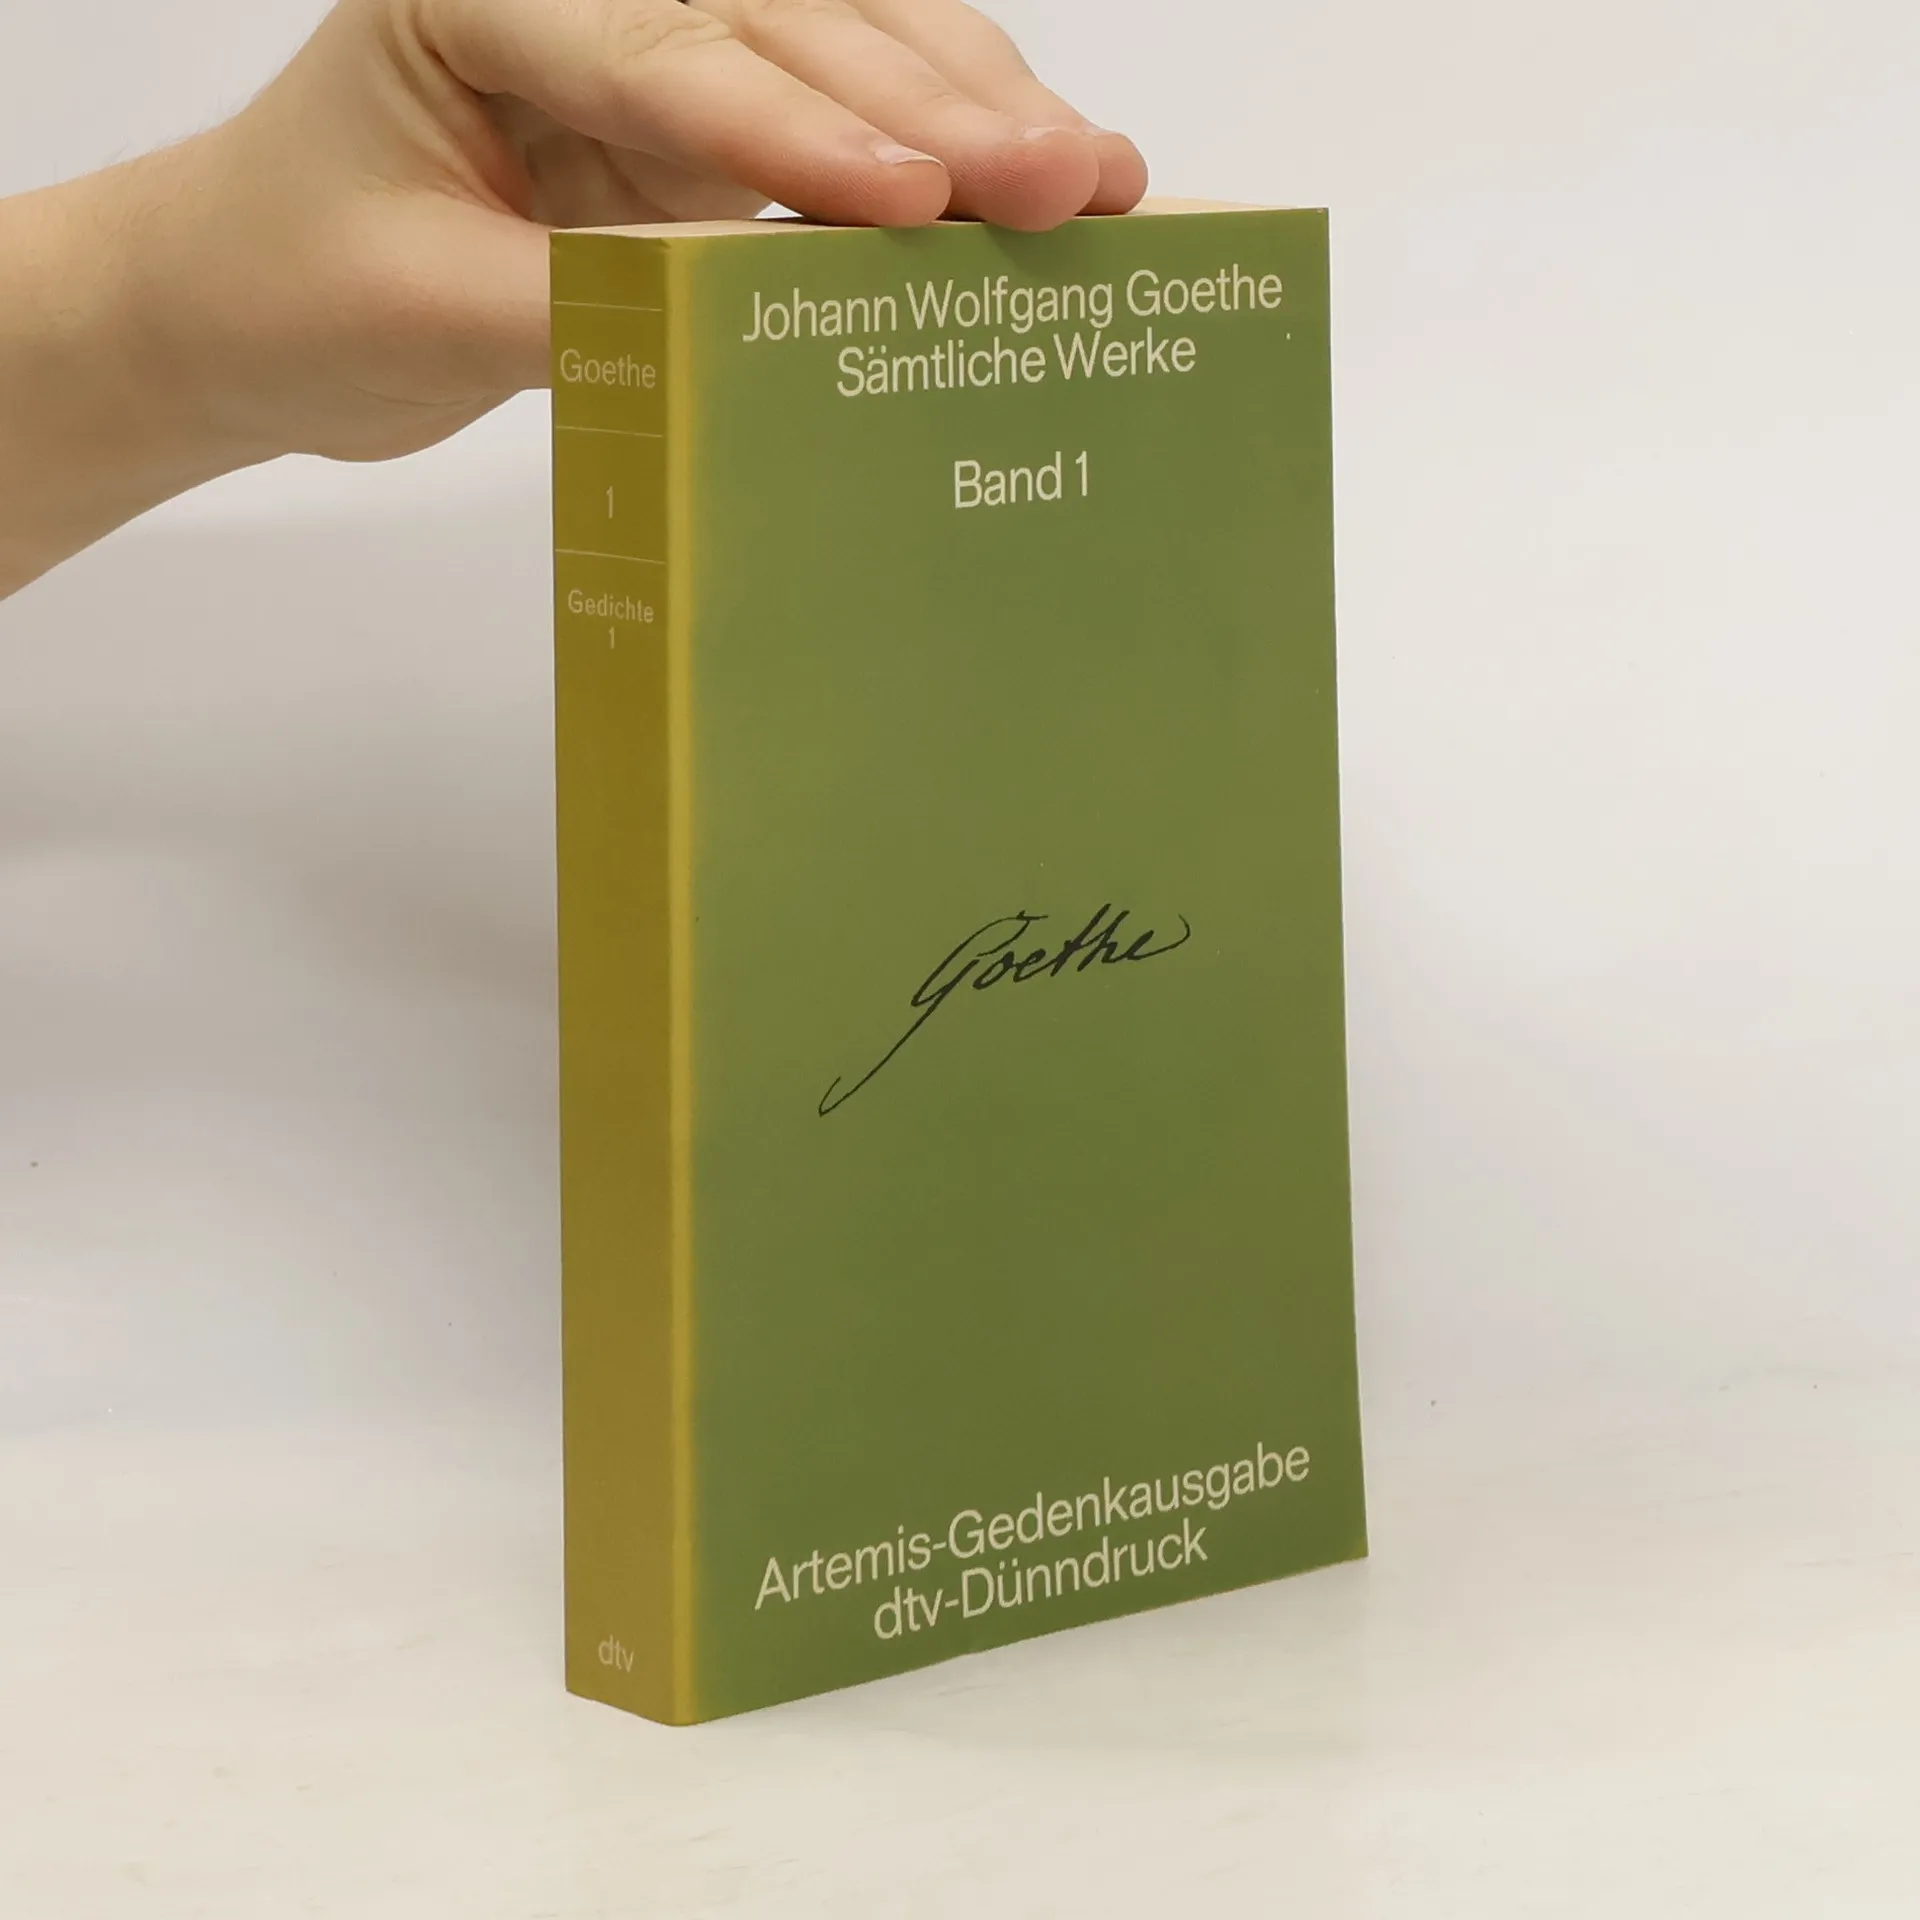 Goethe
1
Gedichte
1
dtv
Johann Wolfgang Goethe
Sämtliche Werke
Band 1
Goethe
Artemis-Gedenkausgabe
dtv-Dünndruck